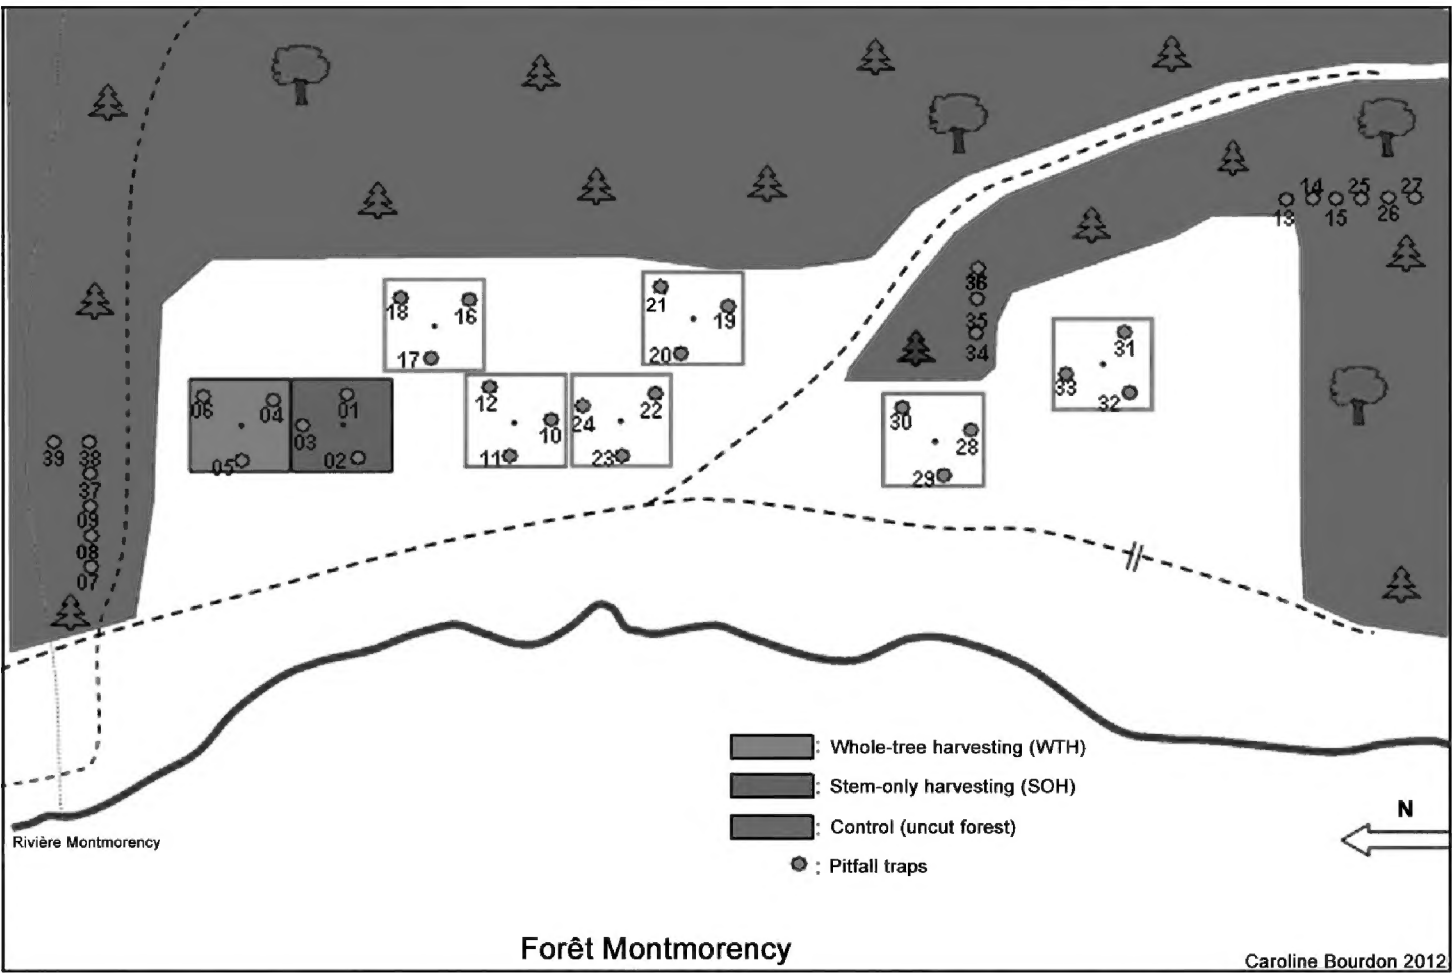 13 14 15 25 26 27
36
35
34
21 19
20
18 16
17
31
33
32
06 04 01
03
05 02
12 10
11
24 22
23
30 28
29
39 38
37
09
08
07
: Whole-tree harvesting (WTH)
: Stem-only harvesting (SOH)
: Control (uncut forest)
: Pitfall traps
N
Rivière Montmorency
Forêt Montmorency
Caroline Bourdon 2012